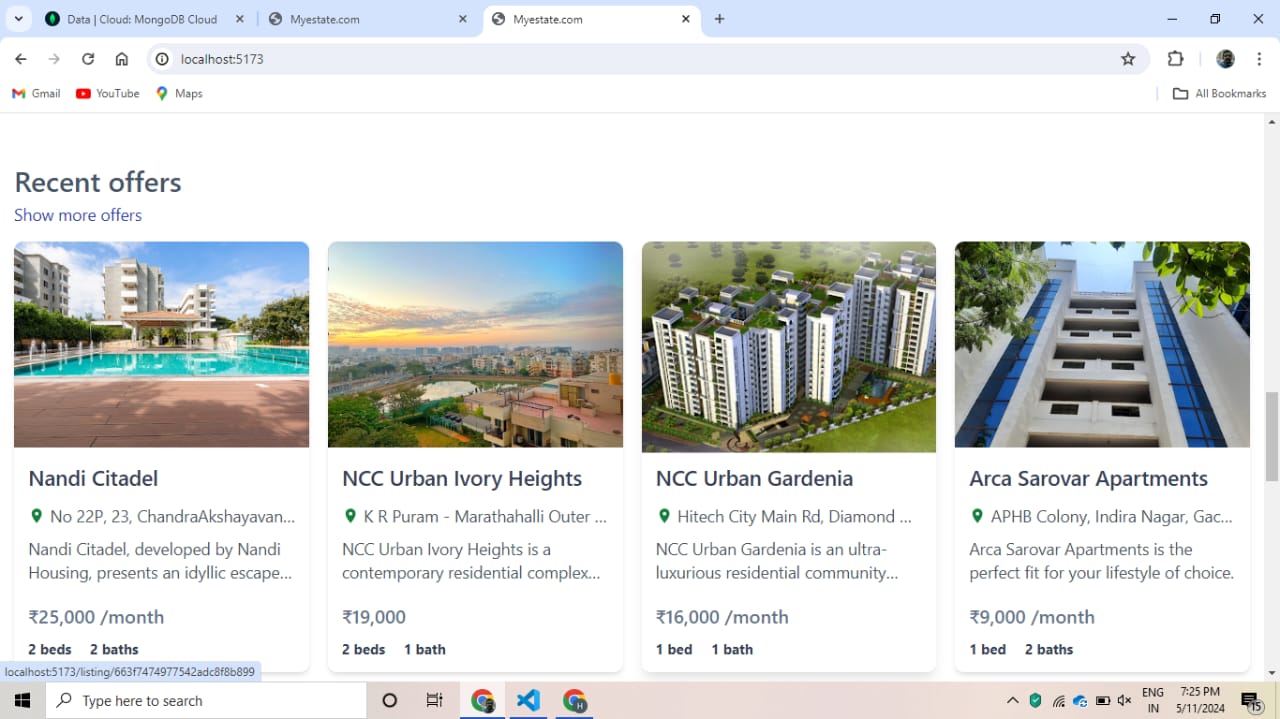 Data | Cloud: MongoDB Cloud
Myestate.com
Myestate.com
localhost:5173
Gmail
YouTube
Maps
All Bookmarks
Recent offers
Show more offers
Nandi Citadel
No 22P, 23, ChandraAkshayavan...
Nandi Citadel, developed by Nandi
Housing, presents an idyllic escape...
₹25,000 /month
2 beds 2 baths
NCC Urban Ivory Heights
K R Puram - Marathahalli Outer ...
NCC Urban Ivory Heights is a
contemporary residential complex...
₹19,000
2 beds 1 bath
NCC Urban Gardenia
Hitech City Main Rd, Diamond ...
NCC Urban Gardenia is an ultra-
luxurious residential community...
₹16,000 /month
1 bed 1 bath
Arca Sarovar Apartments
APHB Colony, Indira Nagar, Gac...
Arca Sarovar Apartments is the
perfect fit for your lifestyle of choice.
₹9,000 /month
1 bed 2 baths
localhost:5173/listing/663f7474977542adc8f8b899
Type here to search
H
ENG
IN
7:25 PM
5/11/2024
15